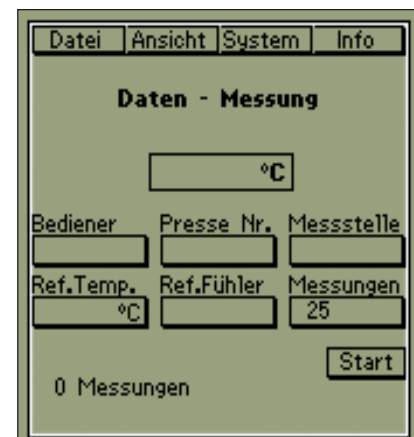 Datei Ansicht System Info
Daten - Messung
°C
Bediener Presse Nr. Messstelle
Ref.Temp. Ref.Fühler Messungen
°C 25
Start
0 Messungen